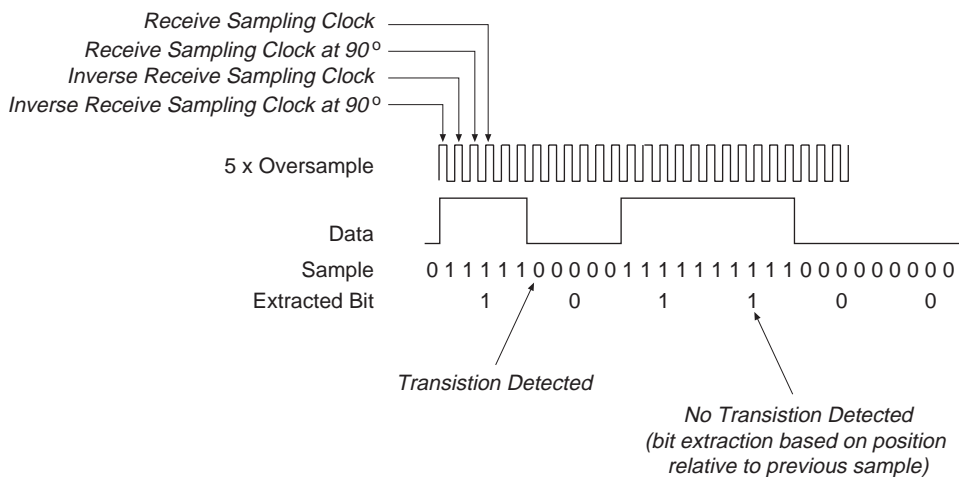 Receive Sampling Clock
Receive Sampling Clock at 90°
Inverse Receive Sampling Clock
Inverse Receive Sampling Clock at 90°
5 x Oversample
Data
Sample 0 1 1 1 1 1 0 0 0 0 0 1 1 1 1 1 1 1 1 1 1 0 0 0 0 0 0 0 0 0
Extracted Bit 1 0 1 1 0 0
Transistion Detected
No Transistion Detected
(bit extraction based on position
relative to previous sample)